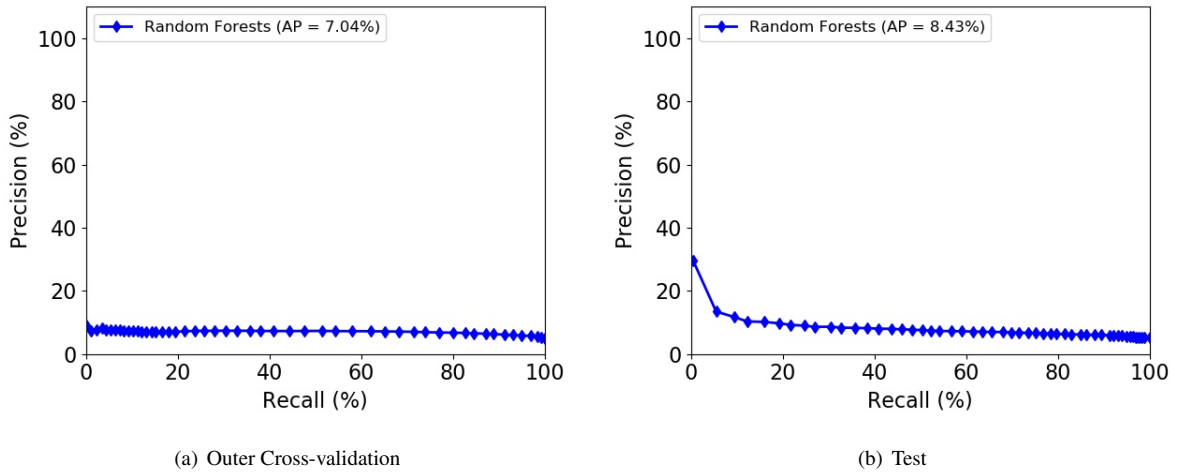 Random Forests (AP = 7.04%)
100
80
60
40
20
0
Precision (%)
0 20 40 60 80 100
Recall (%)
(a) Outer Cross-validation
Random Forests (AP = 8.43%)
100
80
60
40
20
0
Precision (%)
0 20 40 60 80 100
Recall (%)
(b) Test